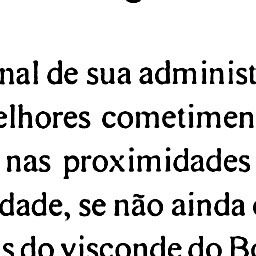 nal de sua administ
elhores cometimen
nas proximidades
dade, se não ainda
s do visconde do Bo